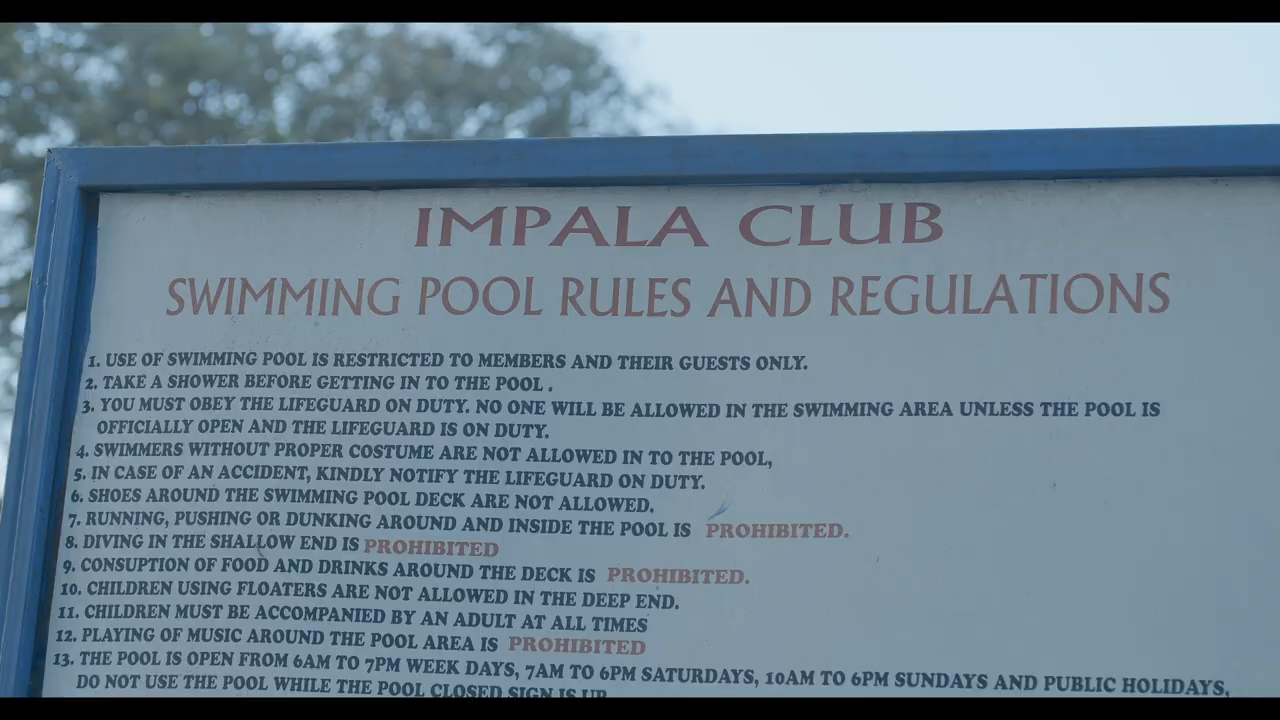 IMPALA CLUB
SWIMMING POOL RULES AND REGULATIONS
1. USE OF SWIMMING POOL IS RESTRICTED TO MEMBERS AND THEIR GUESTS ONLY.
2. TAKE A SHOWER BEFORE GETTING IN TO THE POOL .
3. YOU MUST OBEY THE LIFEGUARD ON DUTY. NO ONE WILL BE ALLOWED IN THE SWIMMING AREA UNLESS THE POOL IS
OFFICIALLY OPEN AND THE LIFEGUARD IS ON DUTY.
4. SWIMMERS WITHOUT PROPER COSTUME ARE NOT ALLOWED IN TO THE POOL,
5. IN CASE OF AN ACCIDENT, KINDLY NOTIFY THE LIFEGUARD ON DUTY.
6. SHOES AROUND THE SWIMMING POOL DECK ARE NOT ALLOWED.
7. RUNNING, PUSHING OR DUNKING AROUND AND INSIDE THE POOL IS PROHIBITED.
8. DIVING IN THE SHALLOW END IS PROHIBITED
9. CONSUPTION OF FOOD AND DRINKS AROUND THE DECK IS PROHIBITED.
10. CHILDREN USING FLOATERS ARE NOT ALLOWED IN THE DEEP END.
11. CHILDREN MUST BE ACCOMPANIED BY AN ADULT AT ALL TIMES
12. PLAYING OF MUSIC AROUND THE POOL AREA IS PROHIBITED
13. THE POOL IS OPEN FROM 6AM TO 7PM WEEK DAYS, 7AM TO 6PM SATURDAYS, 10AM TO 6PM SUNDAYS AND PUBLIC HOLIDAYS,
DO NOT USE THE POOL WHILE THE POOL CLOSED SIGN IS UP